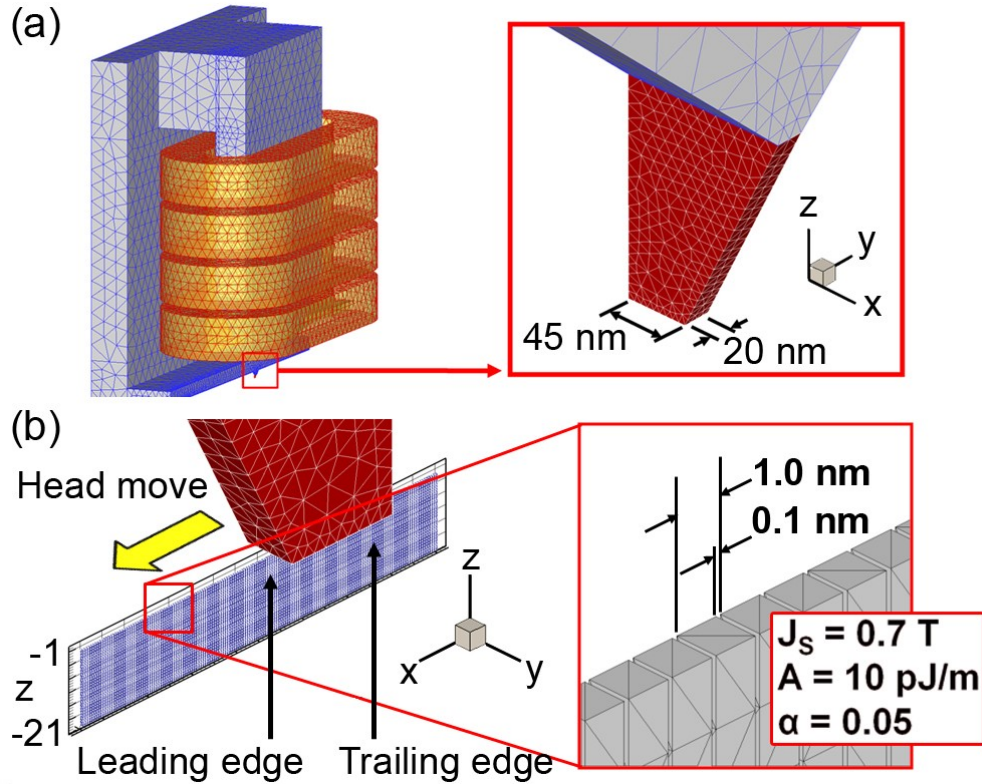 (a)
z
y
x
45 nm
20 nm
(b)
Head move
1.0 nm
0.1 nm
z
x
y
-1
z
-21
J_S = 0.7 T
A = 10 pJ/m
α = 0.05
Leading edge
Trailing edge